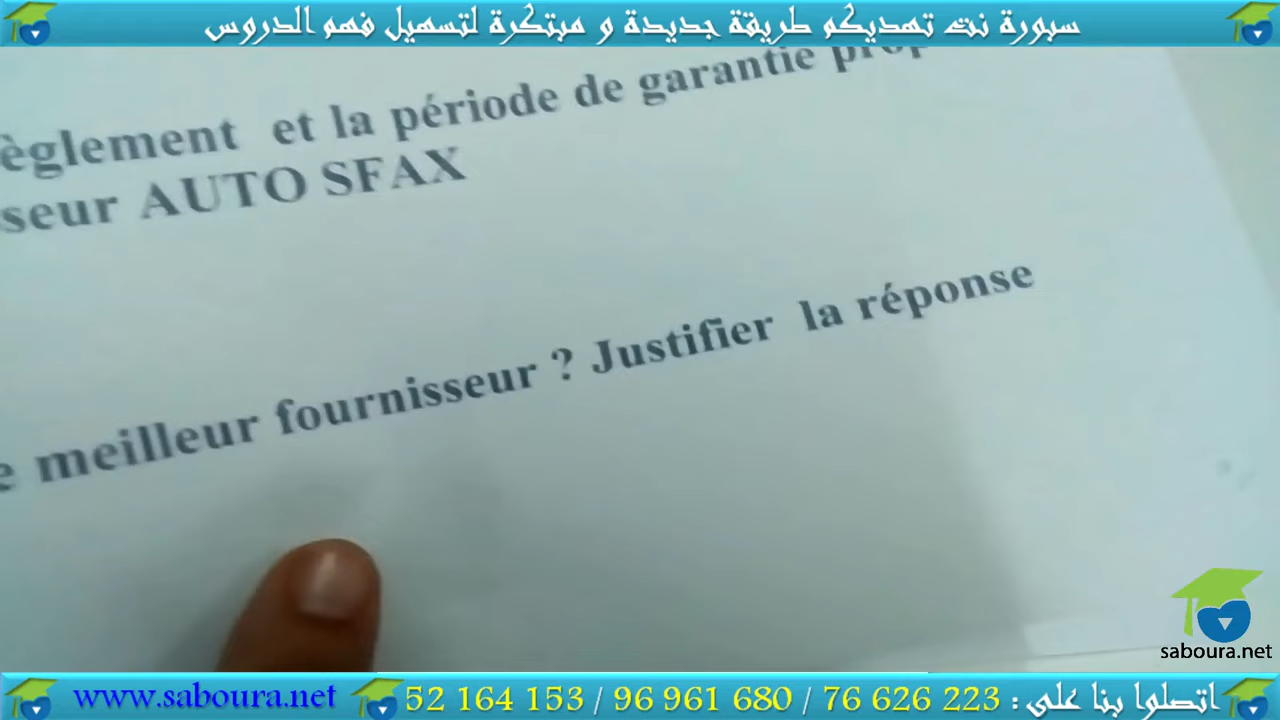 سبورة نت تهديكم طريقة جديدة و مبتكرة لتسهيل فهم الدروس
èglement et la période de garantie prop
sseur AUTO SFAX
e meilleur fournisseur ? Justifier la réponse
saboura.net
www.saboura.net 52 164 153 / 96 961 680 / 76 626 223 : اتصلوا بنا على